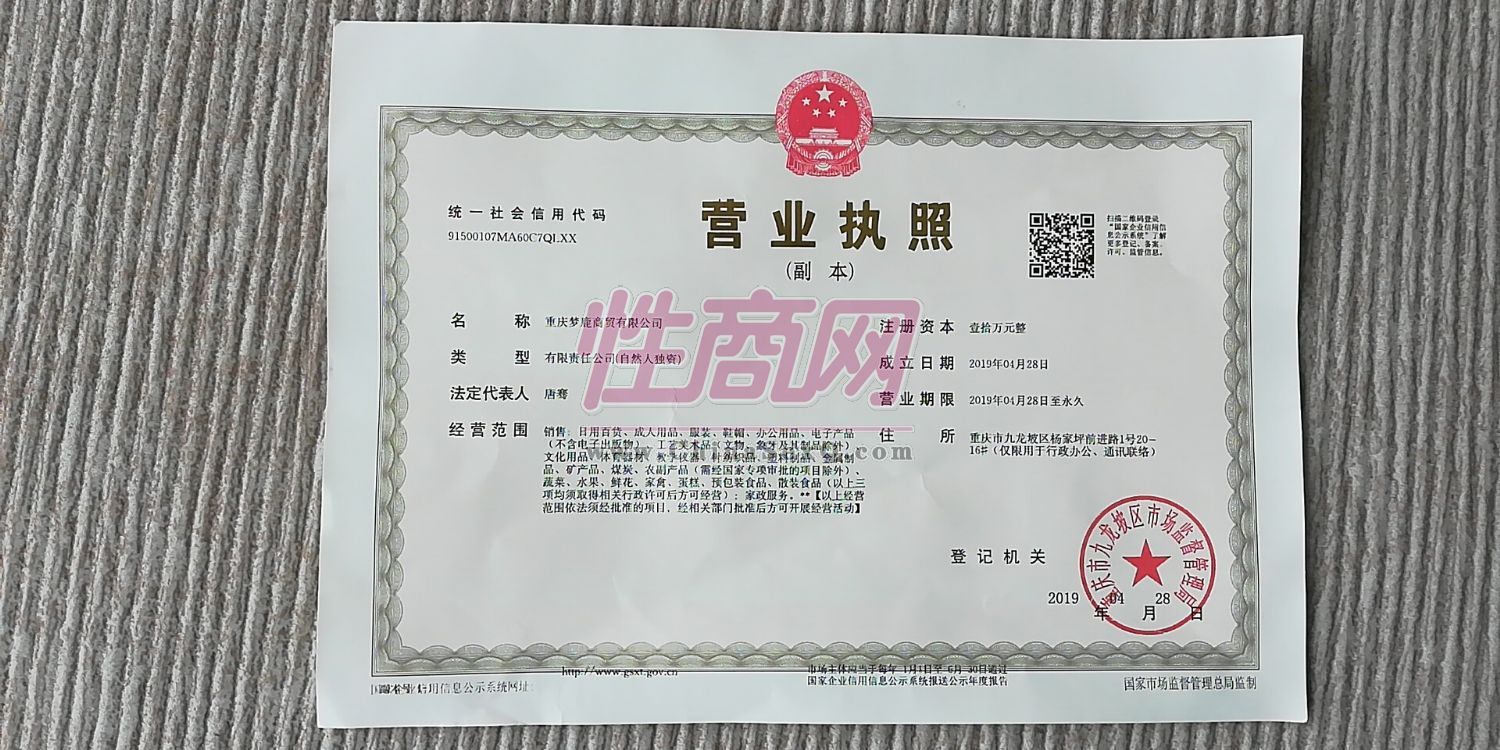 统一社会信用代码
91500107MA60C7QLXX
营业执照
(副 本)
扫描二维码登录
“国家企业信用信
息公示系统”了解
更多登记、备案、
许可、监管信息。
名 称 重庆梦鹿商贸有限公司
类 型 有限责任公司(自然人独资)
法定代表人 唐骞
经营范围 销售：日用百货、成人用品、服装、鞋帽、办公用品、电子产品
(不含电子出版物)、工艺美术品(文物、象牙及其制品除外)、
文化用品、体育器材、教学仪器、针纺织品、塑料制品、金属制
品、矿产品、煤炭、农副产品(需经国家专项审批的项目除外)、
蔬菜、水果、鲜花、家禽、蛋糕、预包装食品、散装食品(以上三
项均须取得相关行政许可后方可经营)；家政服务。**【以上经营
范围依法须经批准的项目，经相关部门批准后方可开展经营活动】
注册资本 壹拾万元整
成立日期 2019年04月28日
营业期限 2019年04月28日至永久
住 所 重庆市九龙坡区杨家坪前进路1号20-
16#(仅限用于行政办公、通讯联络)
性商网
登记机关
重庆市九龙坡区市场监督管理局
2019 年 04 月 28 日
信用信息公示系统网址:
http://www.gsxt.gov.cn
市场主体应当于每年1月1日至6月30日通过
国家企业信用信息公示系统报送公示年度报告
国家市场监督管理总局监制